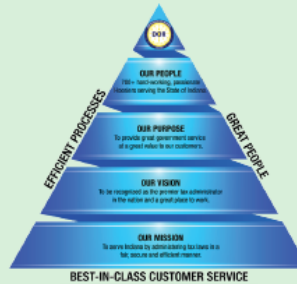 DOR
OUR PEOPLE
700+ hard-working, passionate
Hoosiers serving the State of Indiana.
OUR PURPOSE
To provide great government service
at a great value to our customers.
OUR VISION
To be recognized as the premier tax administrator
in the nation and a great place to work.
OUR MISSION
To serve Indiana by administering tax laws in a
fair, secure and efficient manner.
EFFICIENT PROCESSES
GREAT PEOPLE
BEST-IN-CLASS CUSTOMER SERVICE